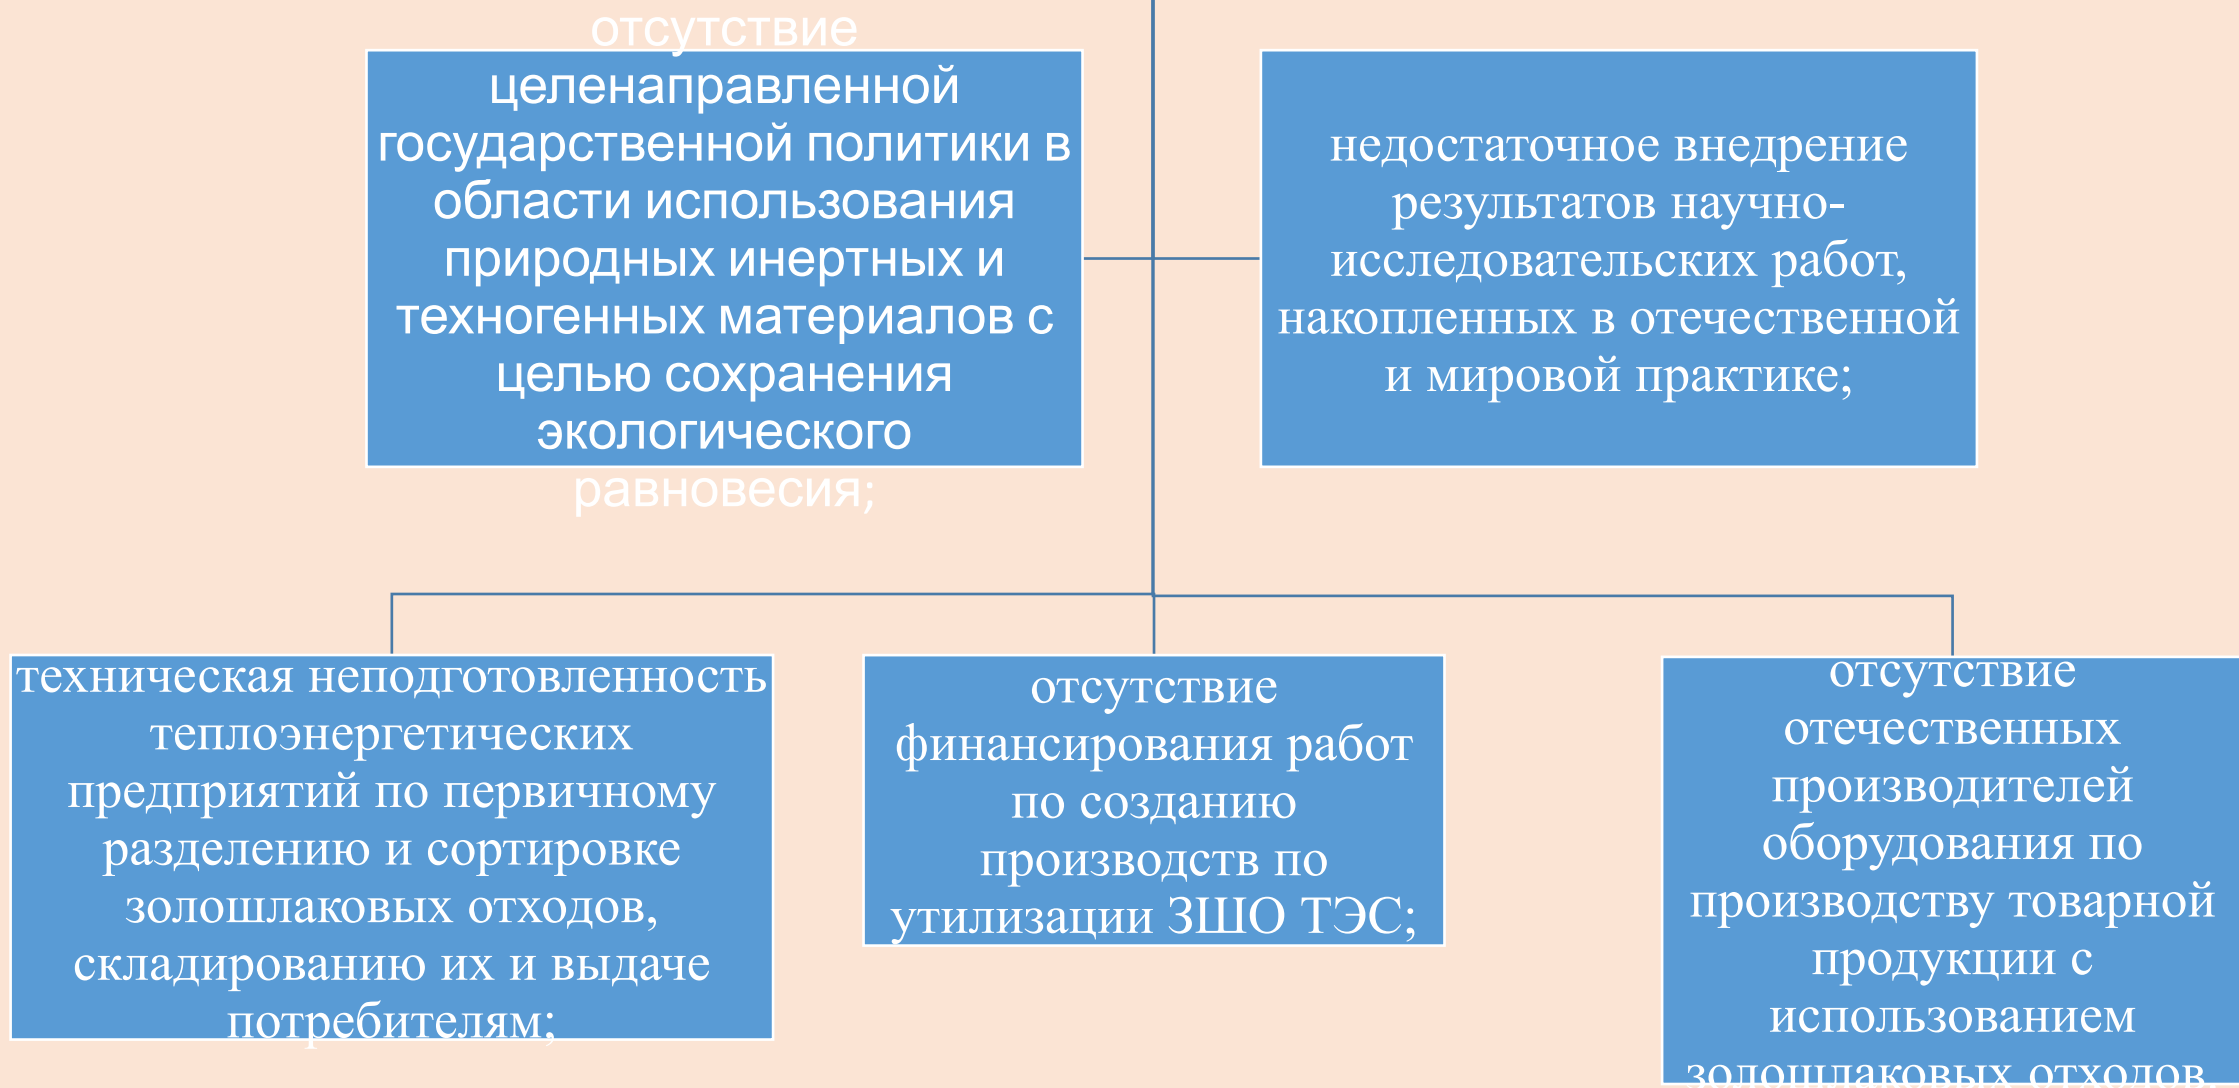 отсутствие
целенаправленной
государственной политики в
области использования
природных инертных и
техногенных материалов с
целью сохранения
экологического
равновесия;
недостаточное внедрение
результатов научно-
исследовательских работ,
накопленных в отечественной
и мировой практике;
техническая неподготовленность
теплоэнергетических
предприятий по первичному
разделению и сортировке
золошлаковых отходов,
складированию их и выдаче
потребителям;
отсутствие
финансирования работ
по созданию
производств по
утилизации ЗШО ТЭС;
отсутствие
отечественных
производителей
оборудования по
производству товарной
продукции с
использованием
золошлаковых отходов.